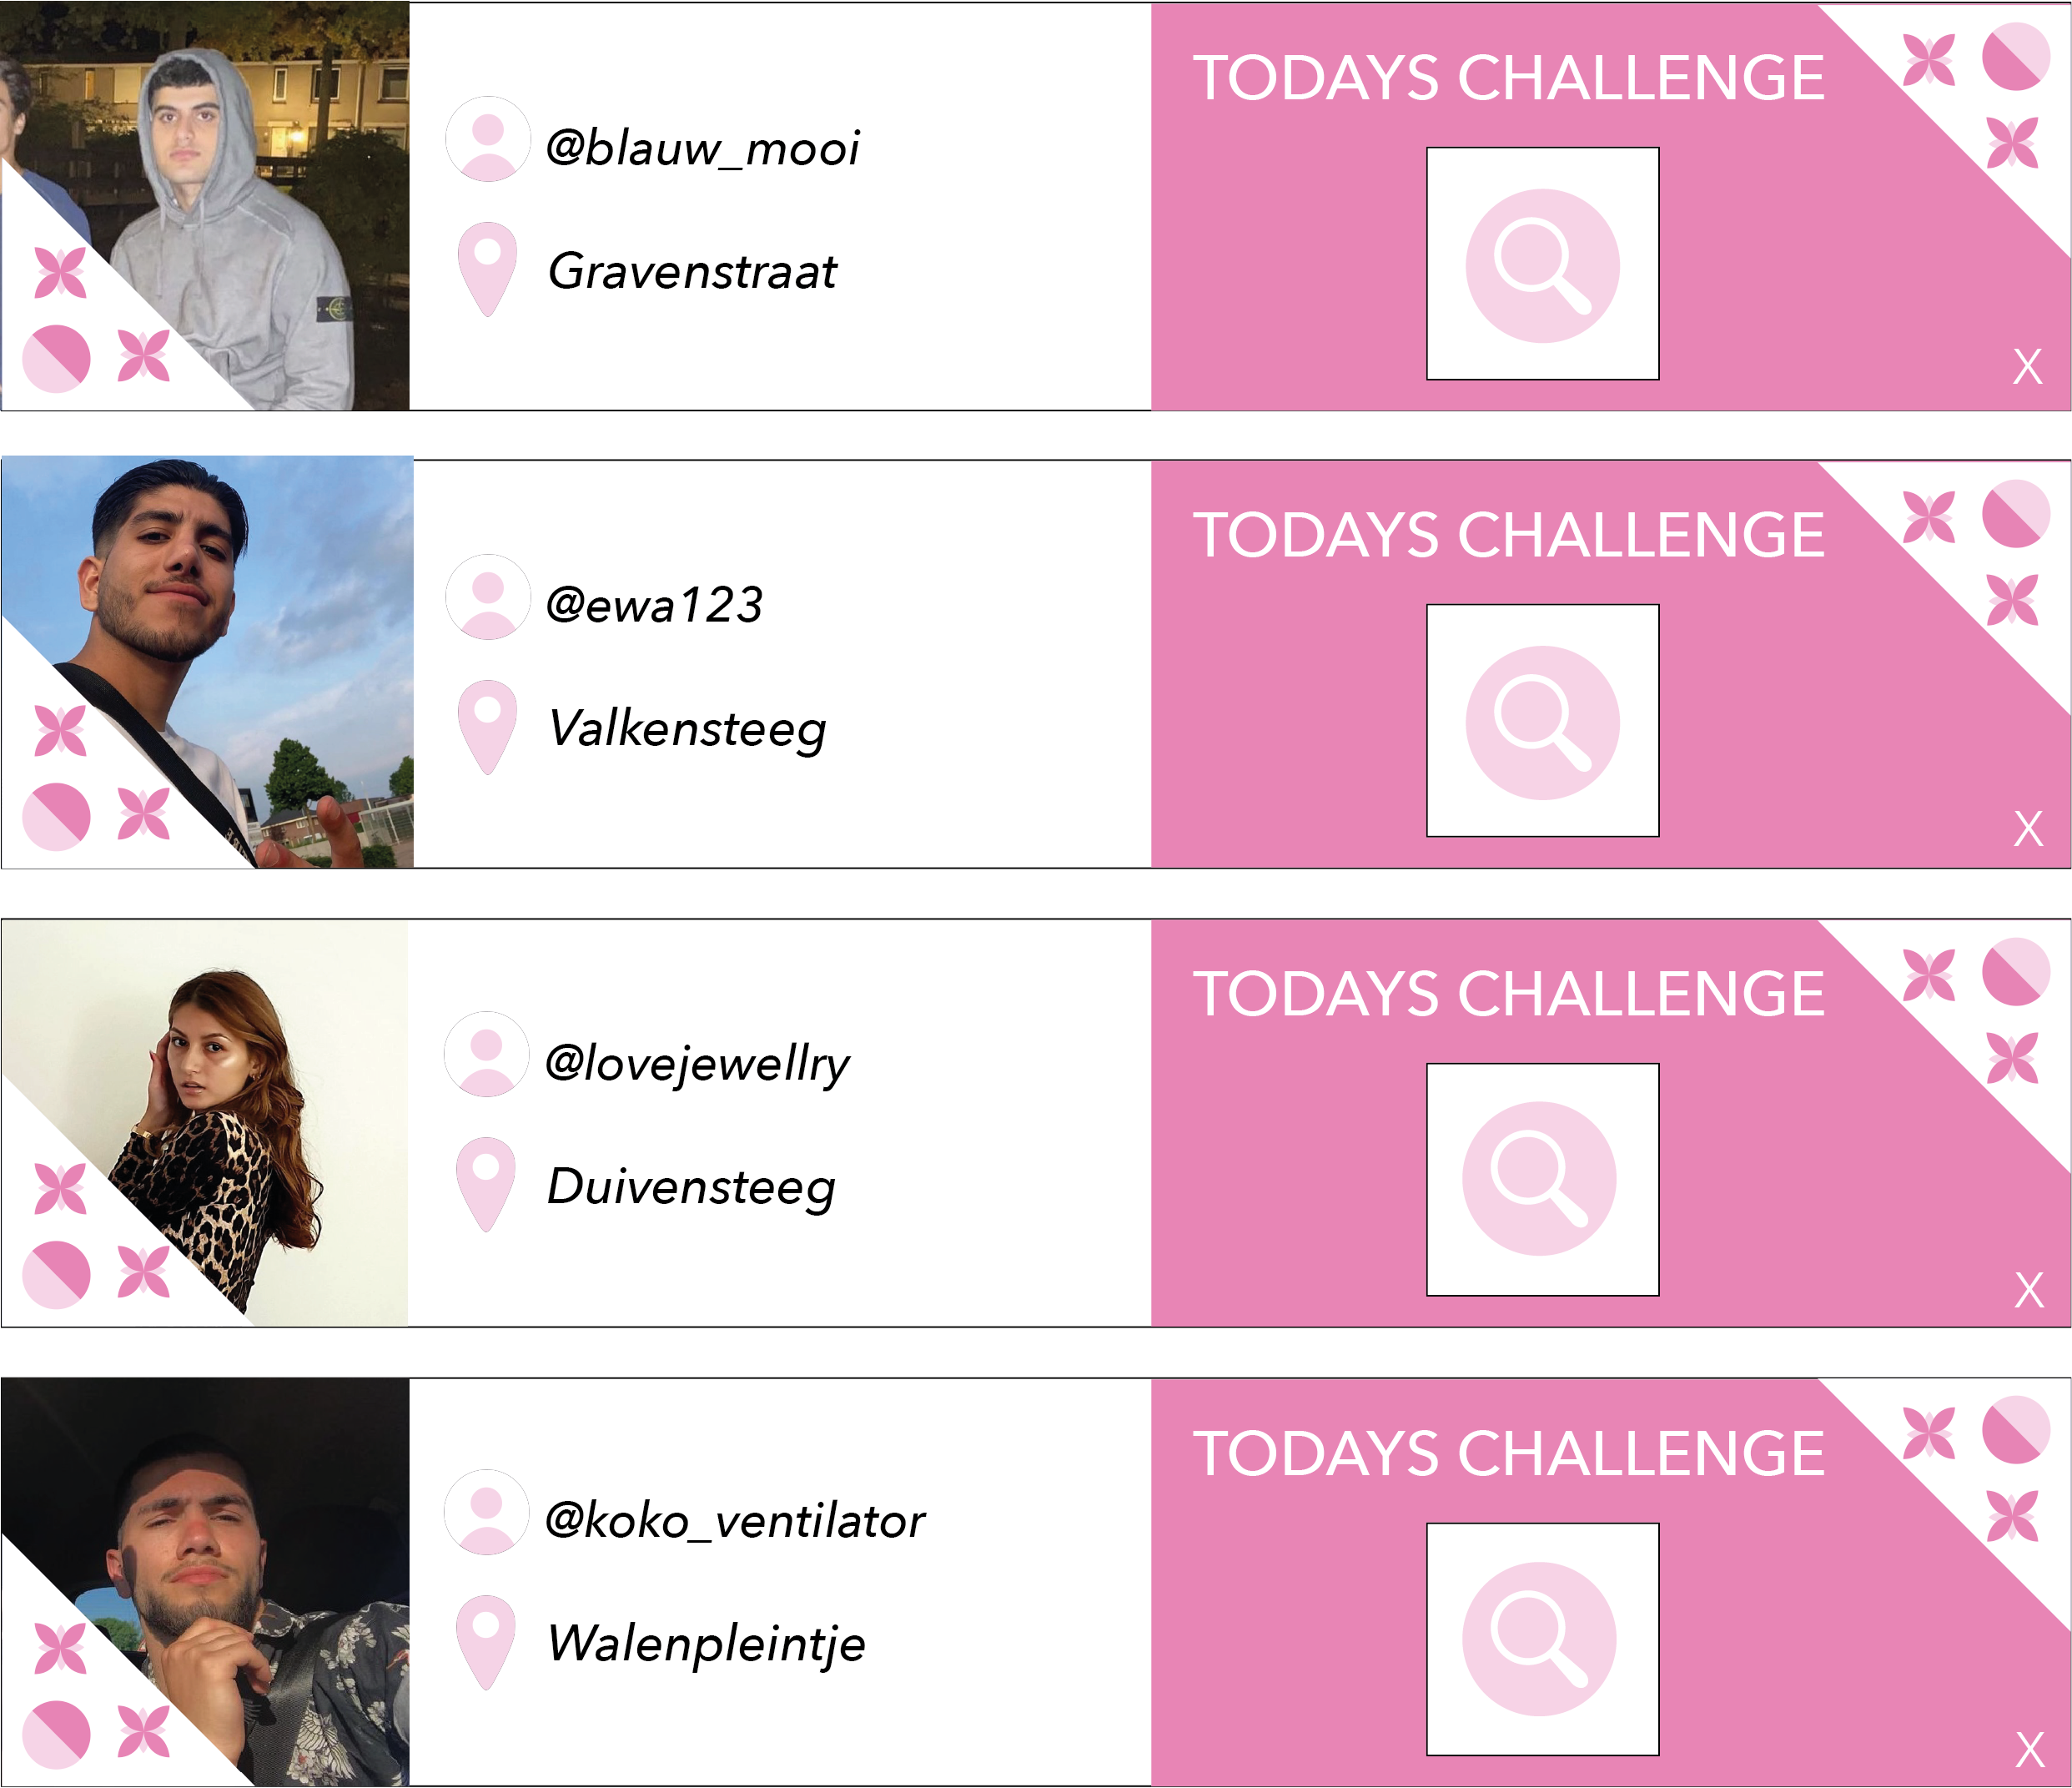 TODAYS CHALLENGE
@blauw_mooi
Gravenstraat
X
TODAYS CHALLENGE
@ewa123
Valkensteeg
X
TODAYS CHALLENGE
@lovejewellry
Duivensteeg
X
TODAYS CHALLENGE
@koko_ventilator
Walenpleintje
X